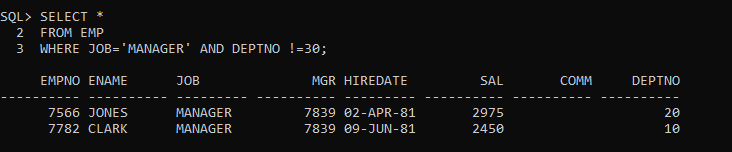 SQL> SELECT *
  2  FROM EMP
  3  WHERE JOB='MANAGER' AND DEPTNO !=30;
     EMPNO ENAME      JOB              MGR HIREDATE         SAL       COMM     DEPTNO
---------- ---------- --------- ---------- --------- ---------- ---------- ----------
      7566 JONES      MANAGER         7839 02-APR-81       2975                    20
      7782 CLARK      MANAGER         7839 09-JUN-81       2450                    10